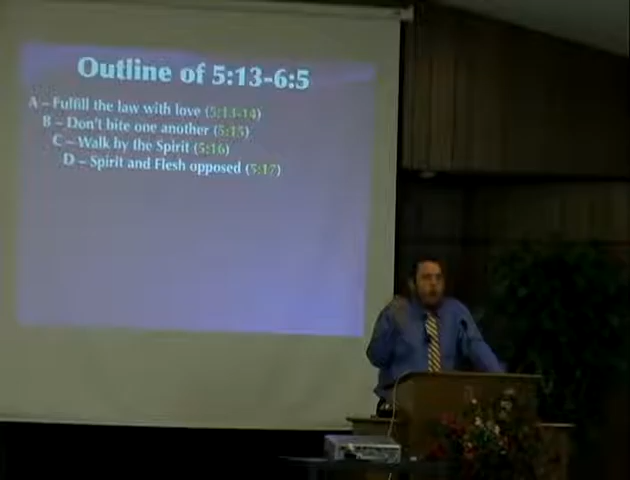 Outline of 5:13-6:5
A – Fulfill the law with love (5:13-14)
B – Don't bite one another (5:15)
C – Walk by the Spirit (5:16)
D – Spirit and Flesh opposed (5:17)